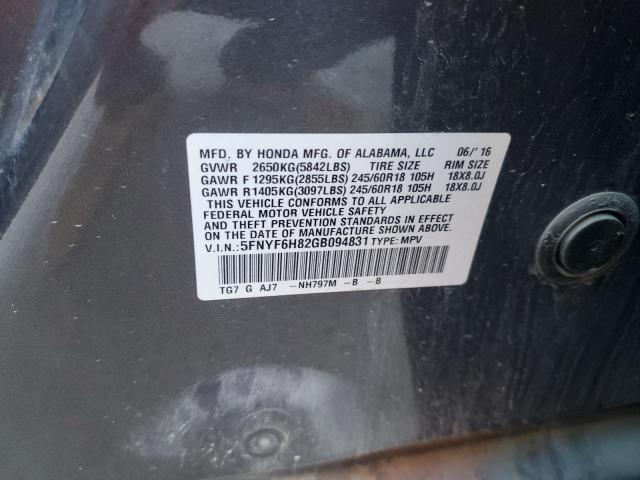 MFD. BY HONDA MFG. OF ALABAMA, LLC 06/'16
GVWR 2650KG(5842LBS) TIRE SIZE RIM SIZE
GAWR F 1295KG(2855LBS) 245/60R18 105H 18X8.0J
GAWR R1405KG(3097LBS) 245/60R18 105H 18X8.0J
THIS VEHICLE CONFORMS TO ALL APPLICABLE
FEDERAL MOTOR VEHICLE SAFETY
AND THEFT PREVENTION STANDARDS IN EFFECT
ON THE DATE OF MANUFACTURE SHOWN ABOVE.
V.I.N.:5FNYF6H82GB094831 TYPE: MPV
TG7 G AJ7 -NH797M -B -B